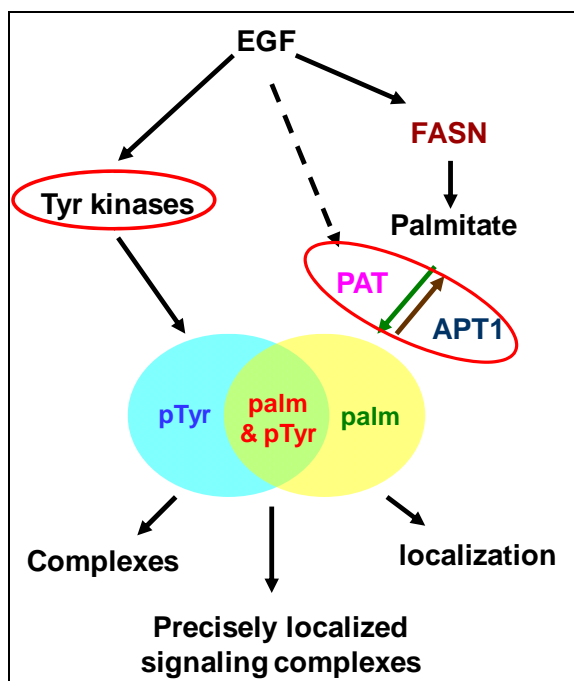 EGF
FASN
Tyr kinases
Palmitate
PAT
APT1
pTyr
palm
& pTyr
palm
Complexes
localization
Precisely localized
signaling complexes